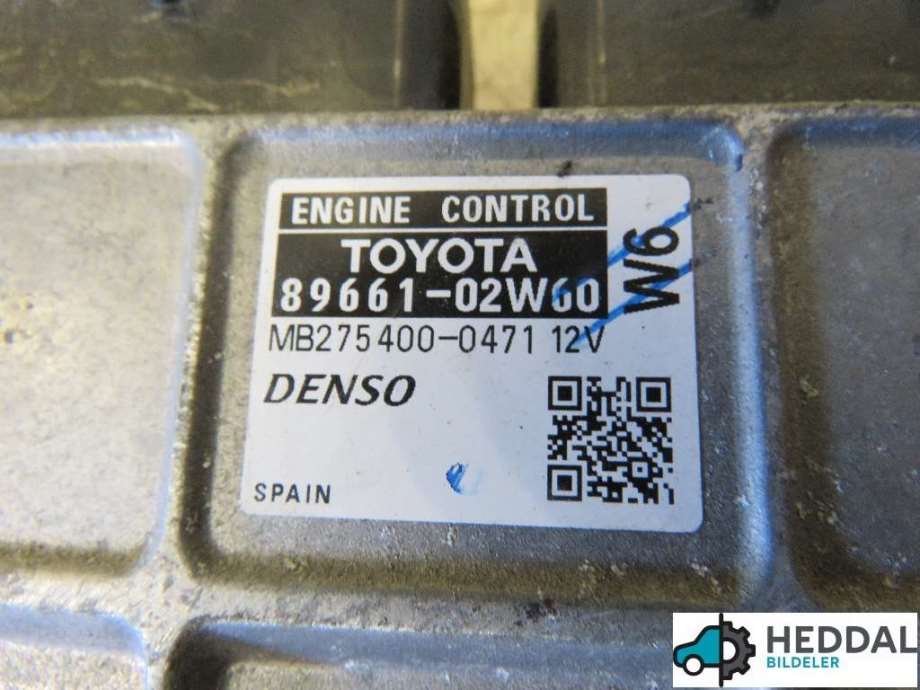 ENGINE CONTROL
TOYOTA
89661-02W60
W6
MB275400-0471 12V
DENSO
SPAIN
HEDDAL
BILDELER